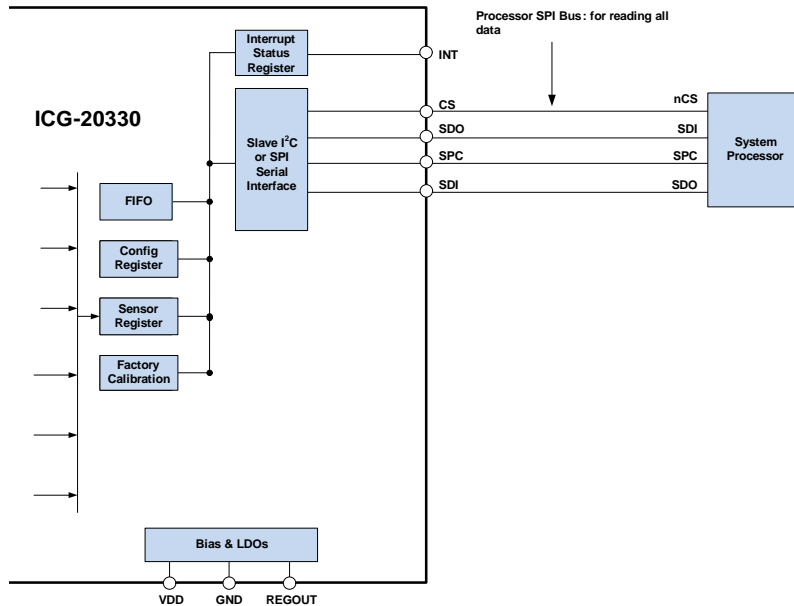 Processor SPI Bus: for reading all
data
Interrupt
Status
Register
INT
ICG-20330
CS
nCS
Slave I²C
or SPI
Serial
Interface
SDO
SDI
System
Processor
SPC
SPC
SDI
SDO
FIFO
Config
Register
Sensor
Register
Factory
Calibration
Bias & LDOs
VDD
GND
REGOUT